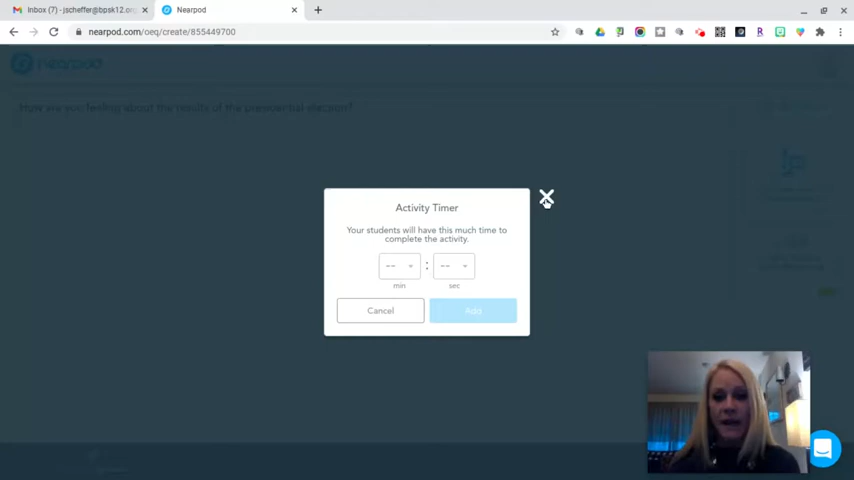 Inbox (7) - jscheffer@bpsk12.or
Nearpod
nearpod.com/oeq/create/855449700
nearpod
How are you feeling about the results of the presidential election?
Activity Timer
Your students will have this much time to
complete the activity.
-- : --
min sec
Cancel Add